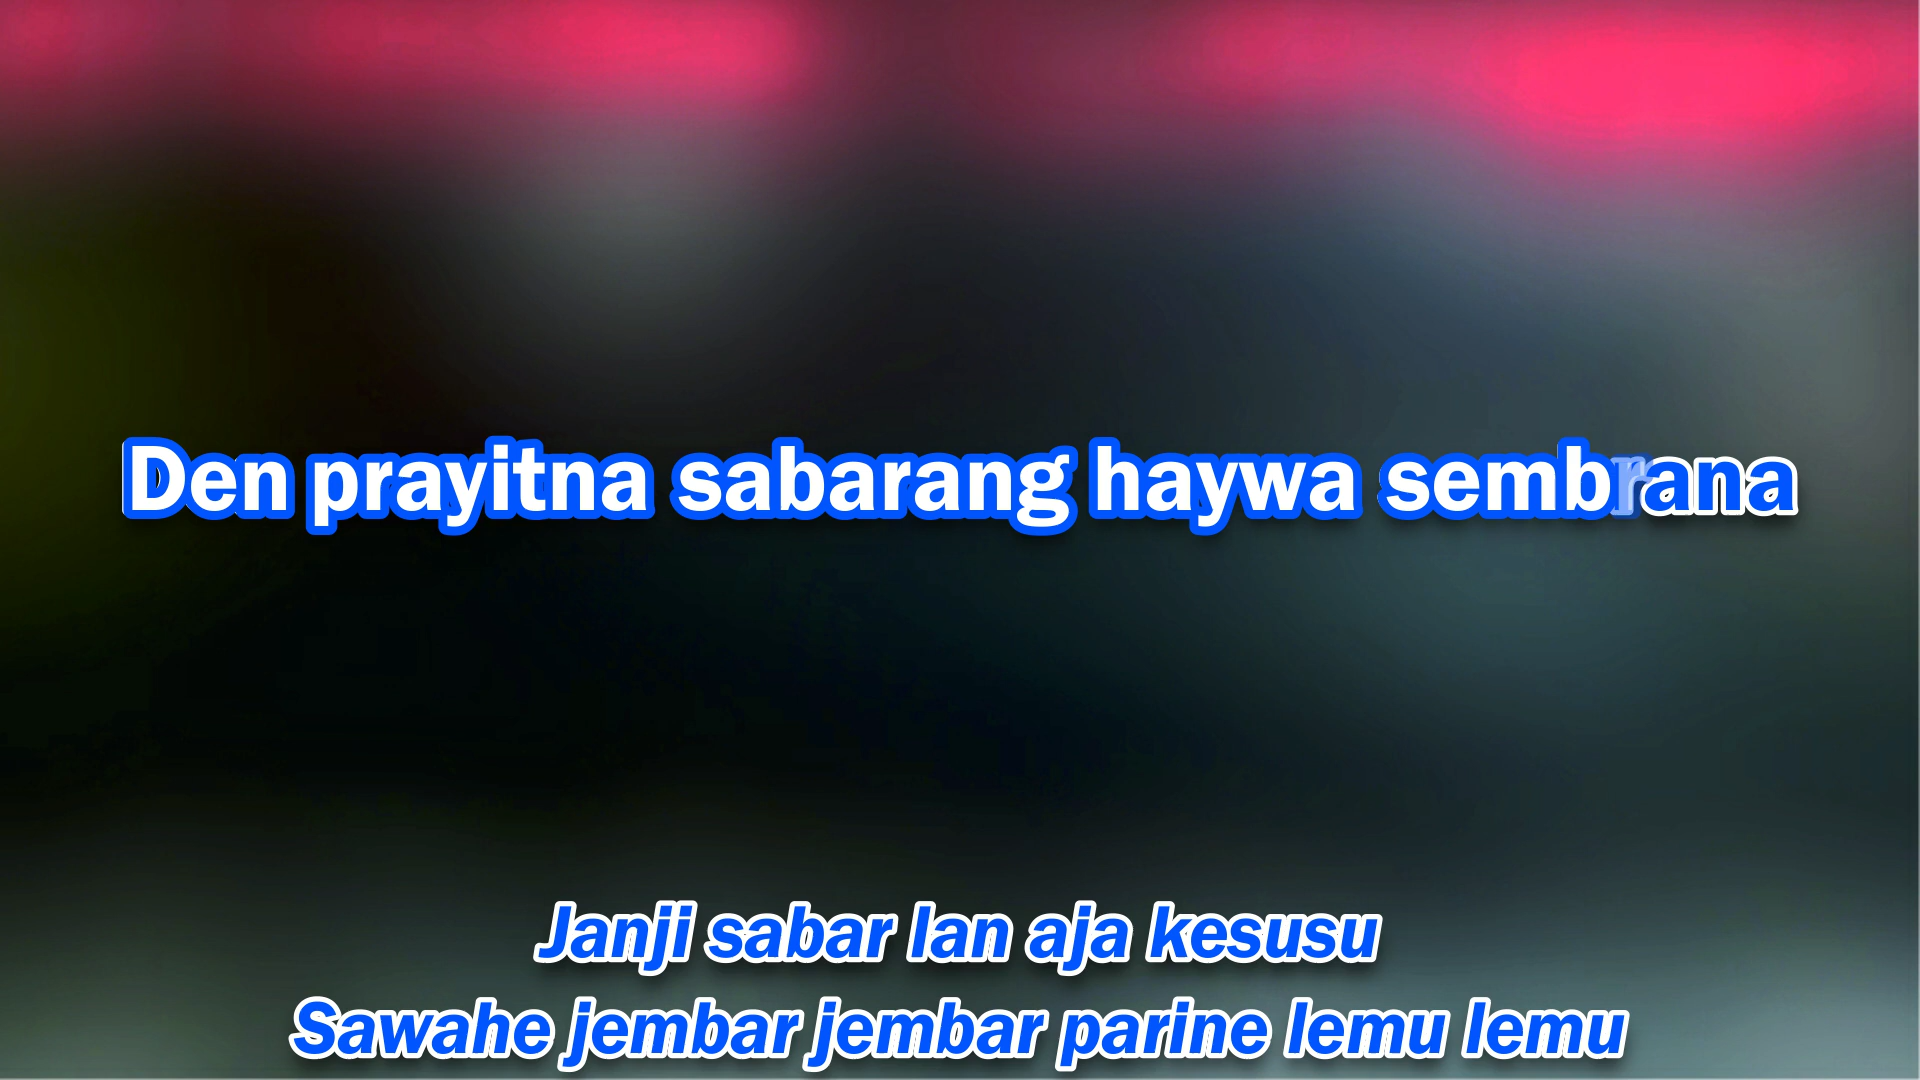 Den prayitna sabarang haywa sembrana
Janji sabar lan aja kesusu
Sawahe jembar jembar parine lemu lemu